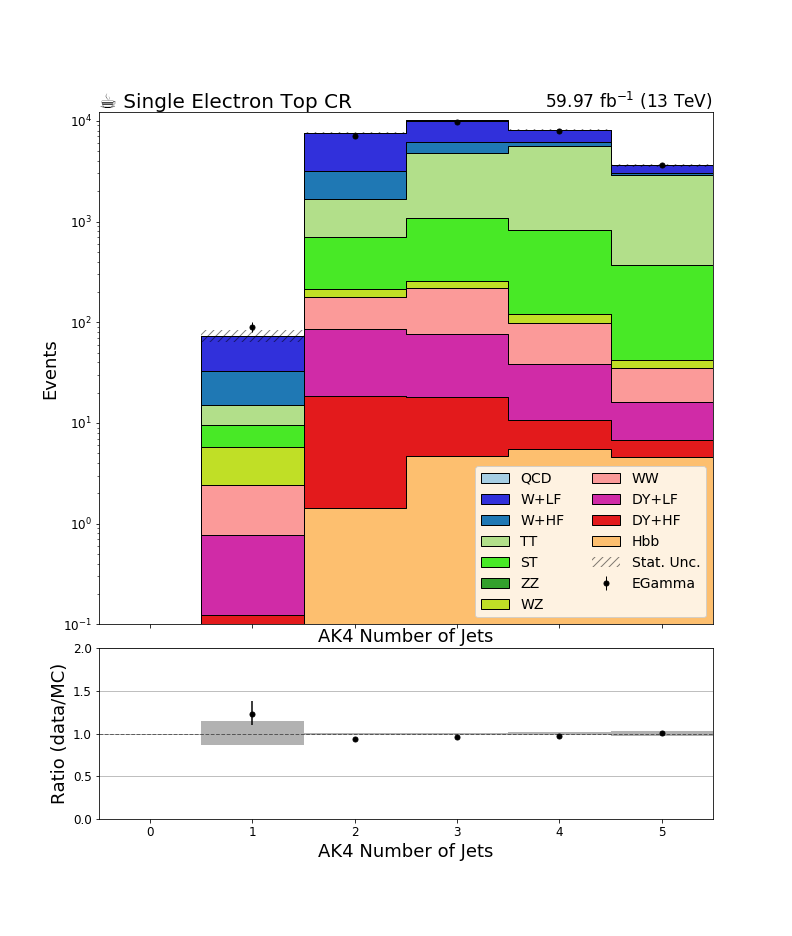 ☕ Single Electron Top CR
59.97 fb⁻¹ (13 TeV)
10⁴
10³
10²
10¹
10⁰
10⁻¹
Events
QCD
W+LF
W+HF
TT
ST
ZZ
WZ
WW
DY+LF
DY+HF
Hbb
Stat. Unc.
EGamma
AK4 Number of Jets
2.0
1.5
1.0
0.5
0.0
Ratio (data/MC)
0 1 2 3 4 5
AK4 Number of Jets